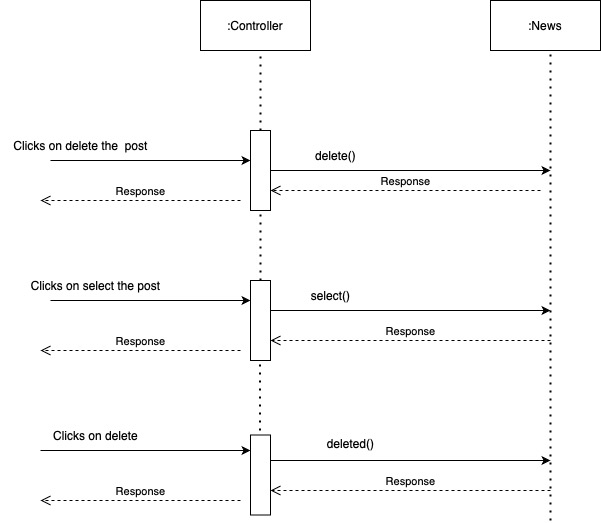 :Controller
:News
Clicks on delete the post
delete()
Response
Response
Clicks on select the post
select()
Response
Response
Clicks on delete
deleted()
Response
Response